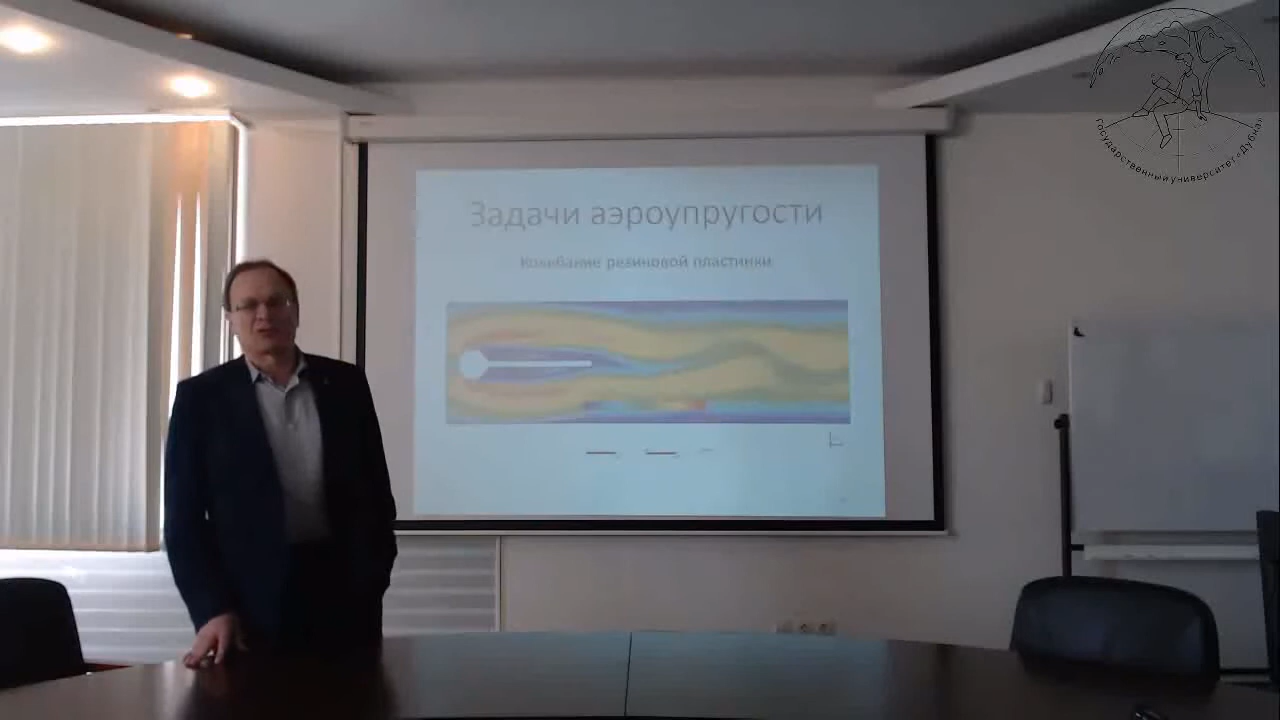 Государственный университет «Дубна»
Задачи аэроупругости
Колебание резиновой пластинки